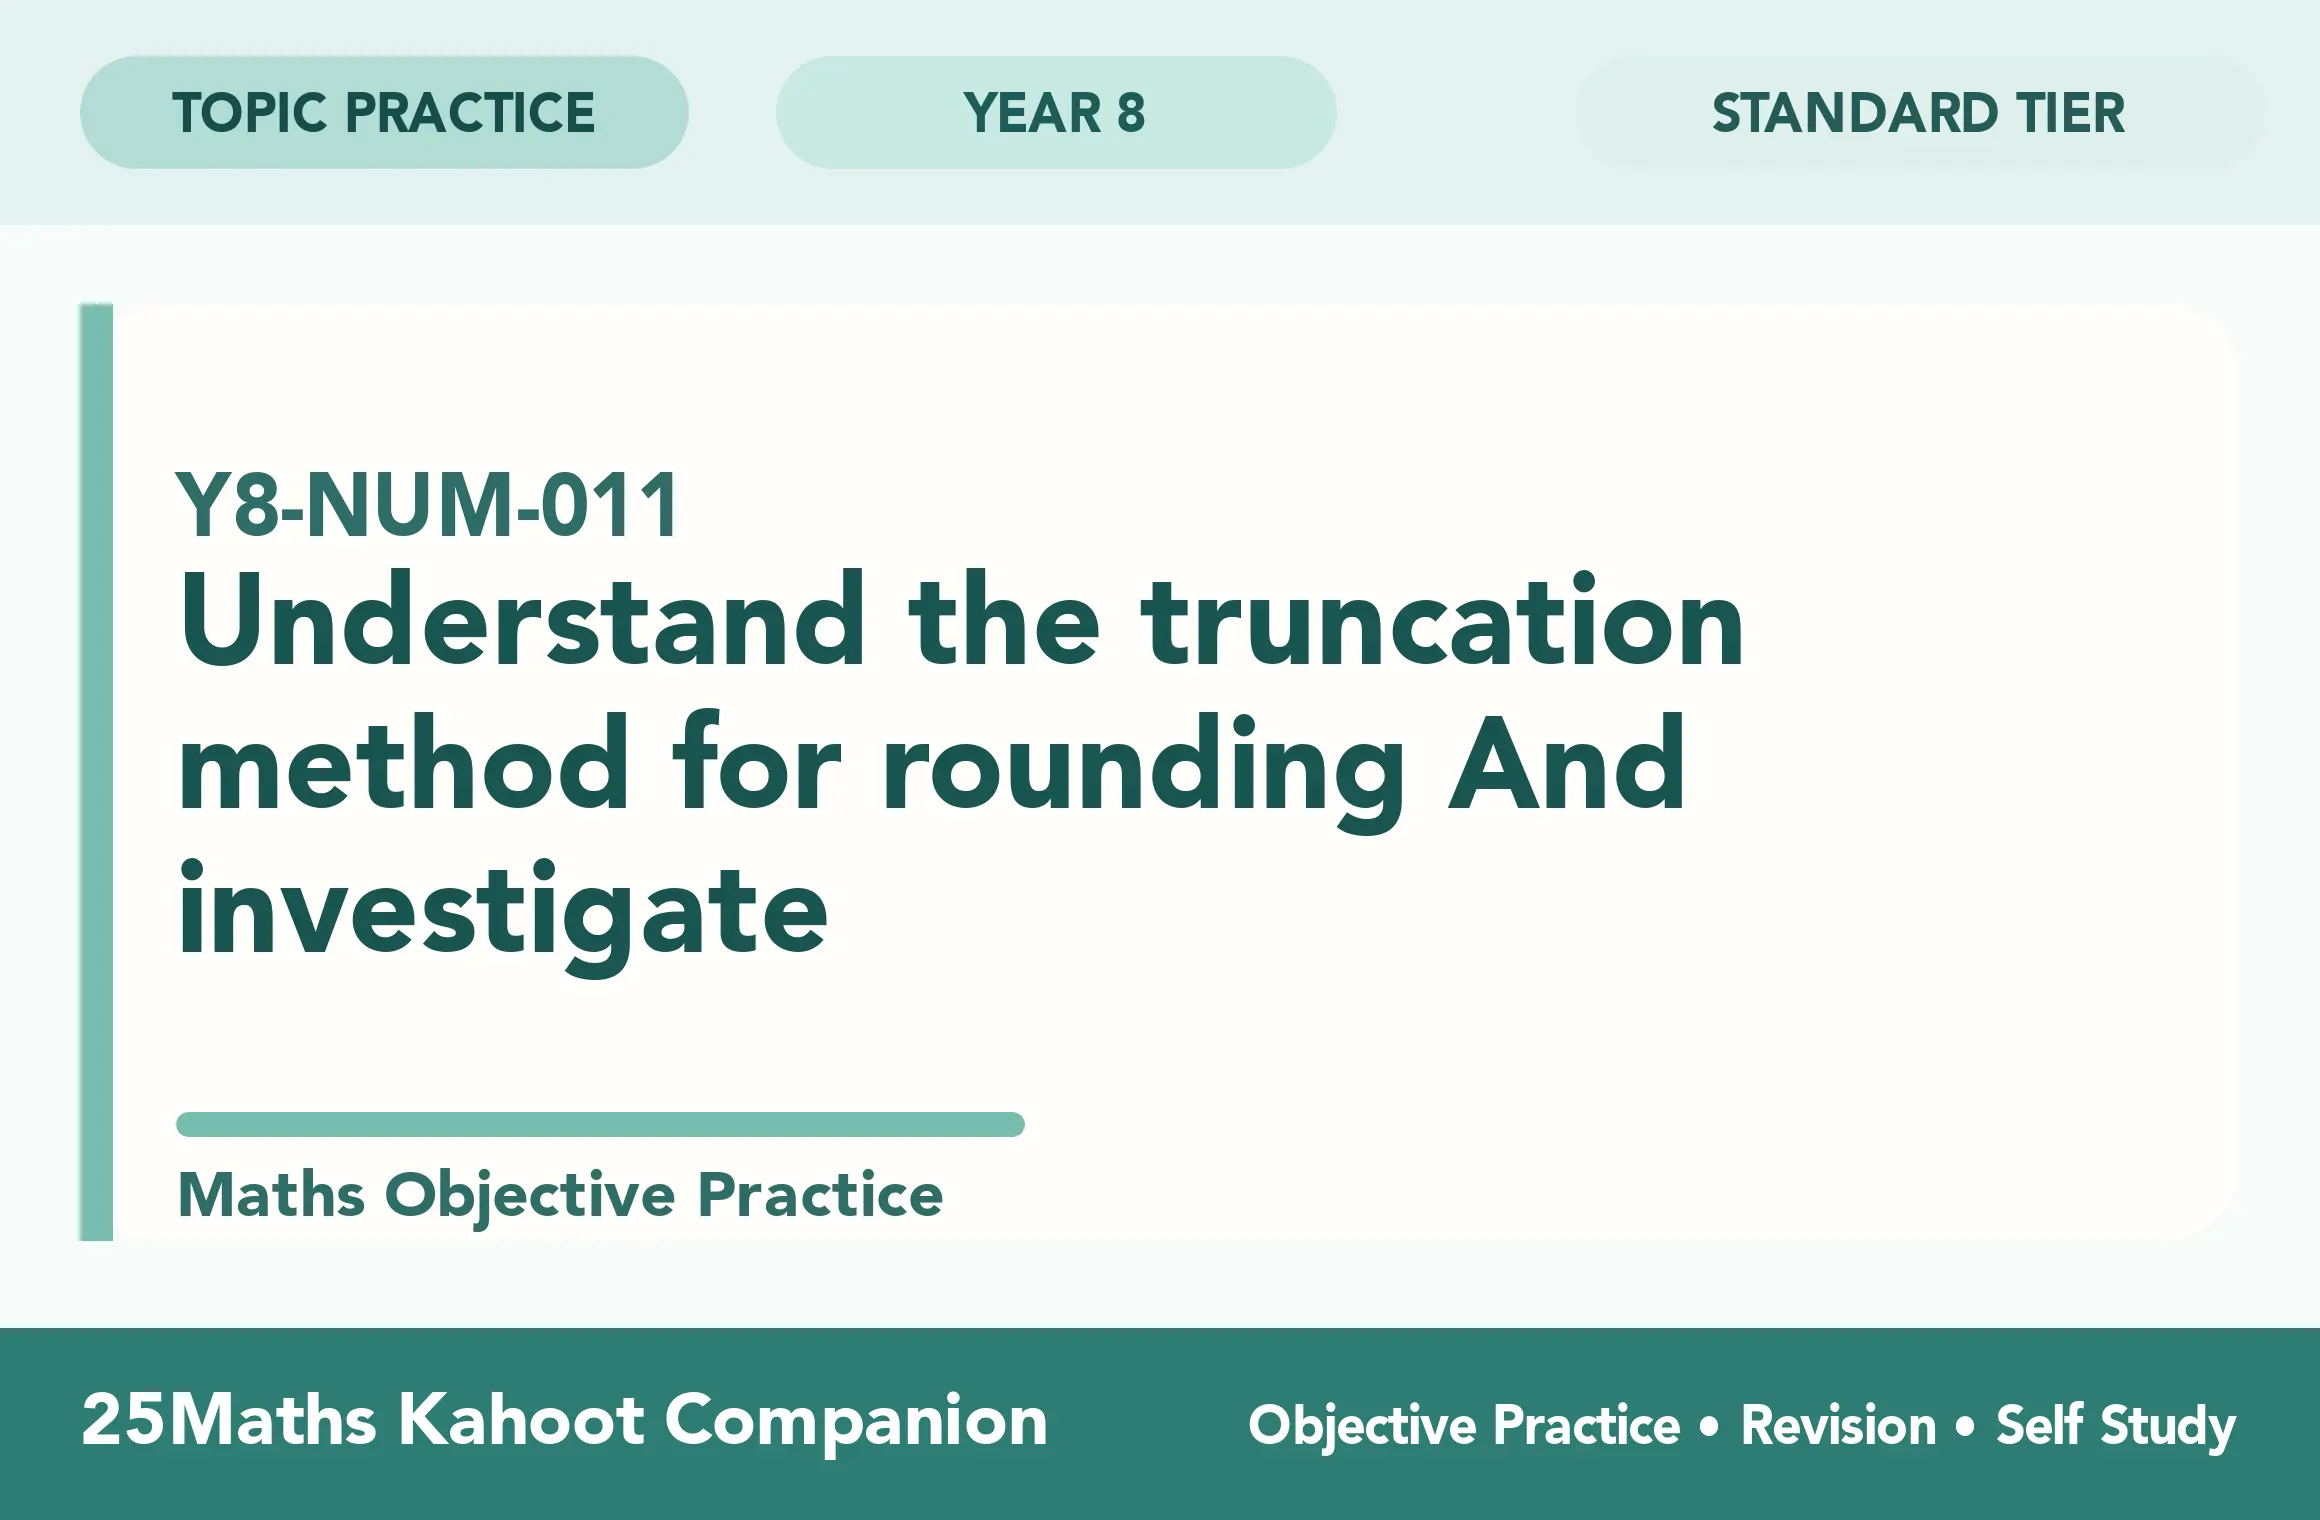 TOPIC PRACTICE
YEAR 8
STANDARD TIER
Y8-NUM-011
Understand the truncation
method for rounding And
investigate
Maths Objective Practice
25Maths Kahoot Companion
Objective Practice • Revision • Self Study